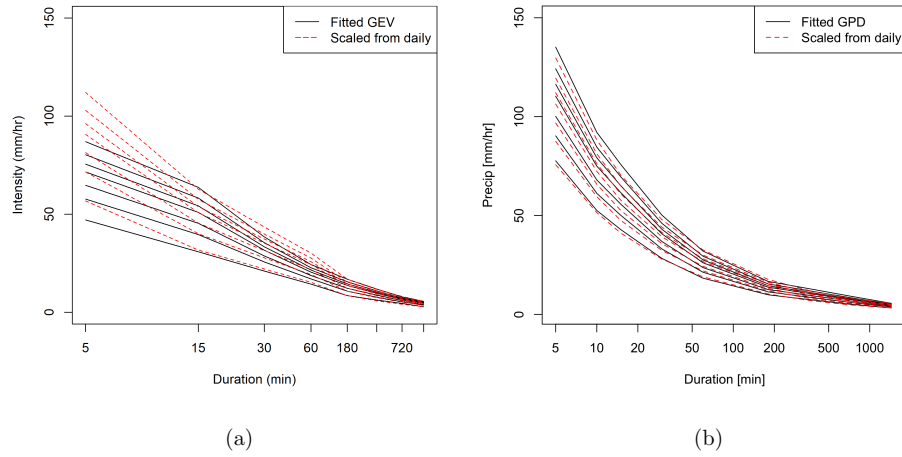 150
100
50
0
Intensity (mm/hr)
Fitted GEV
Scaled from daily
5 15 30 60 180 720
Duration (min)
(a)
150
100
50
0
Precip [mm/hr]
Fitted GPD
Scaled from daily
5 10 20 50 100 200 500 1000
Duration [min]
(b)